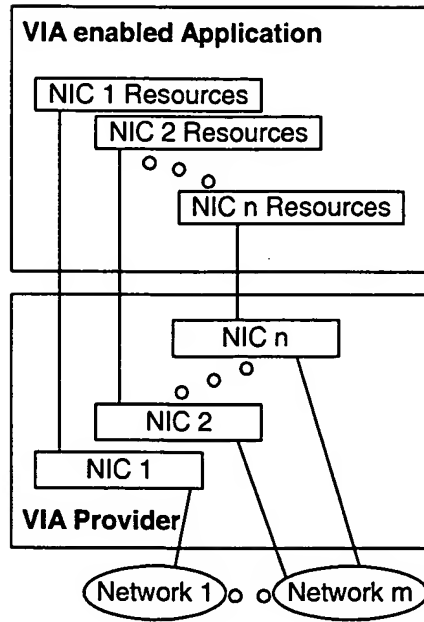 VIA enabled Application
NIC 1 Resources
NIC 2 Resources
NIC n Resources
NIC n
NIC 2
NIC 1
VIA Provider
Network 1
Network m